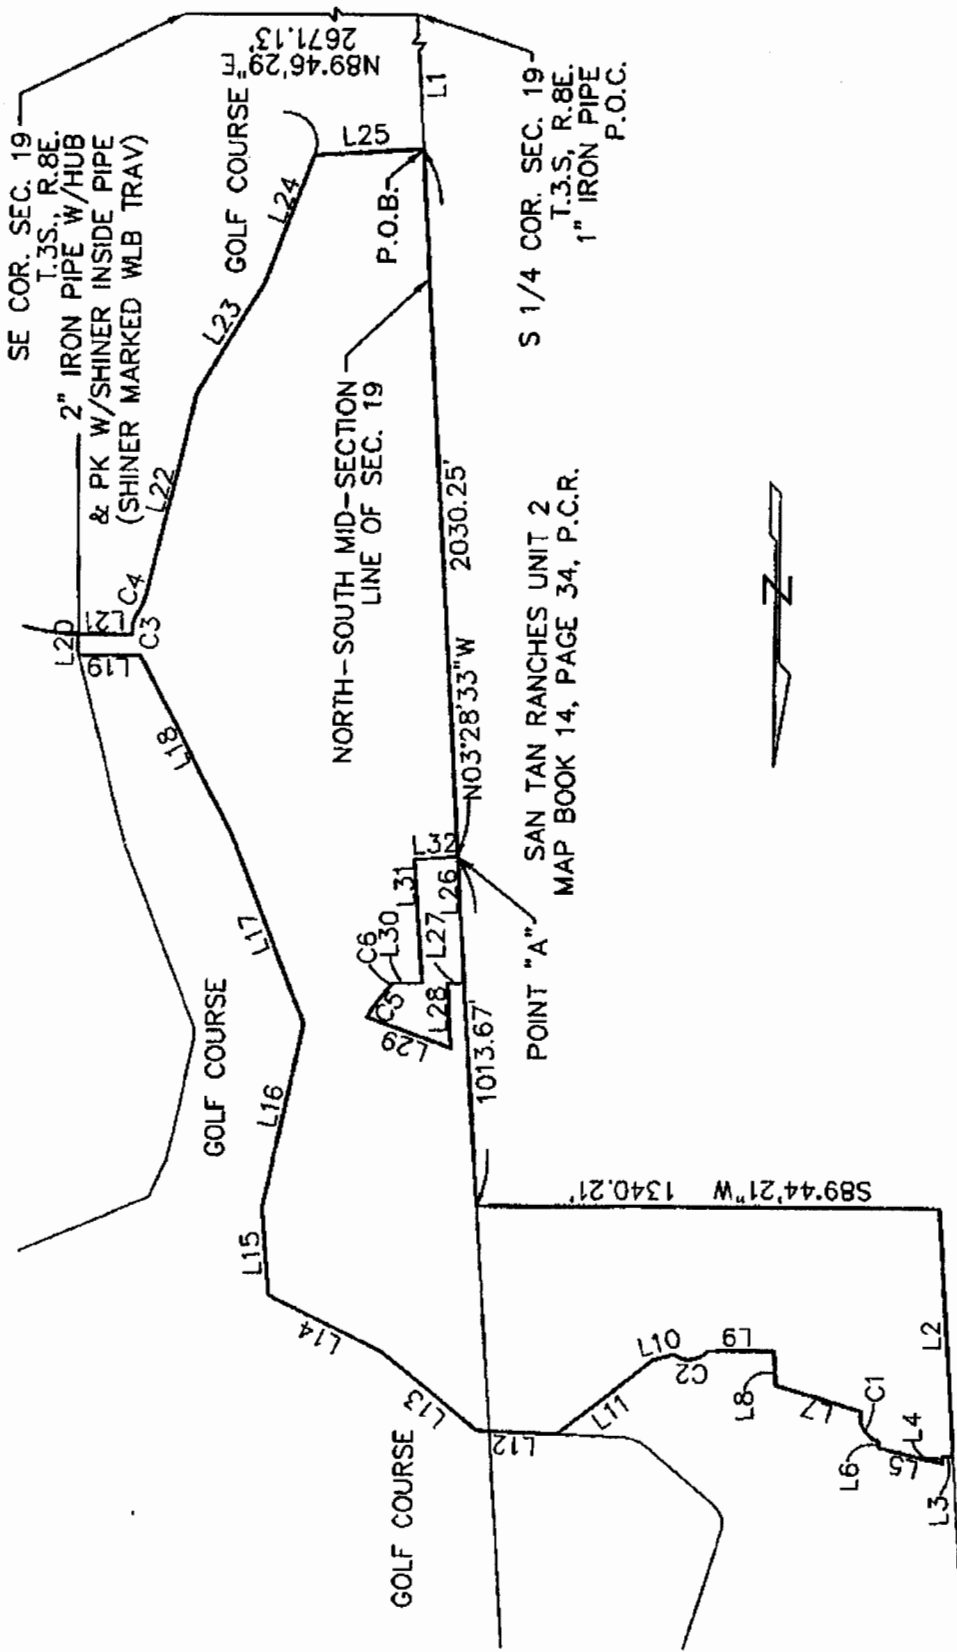 SE COR. SEC. 19
T.3S., R.8E.
2" IRON PIPE W/HUB
& PK W/SHINER INSIDE PIPE
(SHINER MARKED WLB TRAV)
N89°46'29"E
2671.13'
L1
S 1/4 COR. SEC. 19
T.3.S, R.8E.
1" IRON PIPE
P.O.C.
GOLF COURSE
L25
P.O.B.
L24
L23
L22
C4
C3
L21
L20
L19
L18
L17
L16
L15
L14
L13
L12
L11
L10
C2
L9
L8
L7
C1
L6
L5
L4
L3
L2
NORTH-SOUTH MID-SECTION
LINE OF SEC. 19
2030.25'
N03°28'33"W
SAN TAN RANCHES UNIT 2
MAP BOOK 14, PAGE 34, P.C.R.
POINT "A"
L32
L31
L26
L27
L30
C6
C5
L28
L29
1013.67'
S89°44'21"W 1340.21'
GOLF COURSE
GOLF COURSE
N